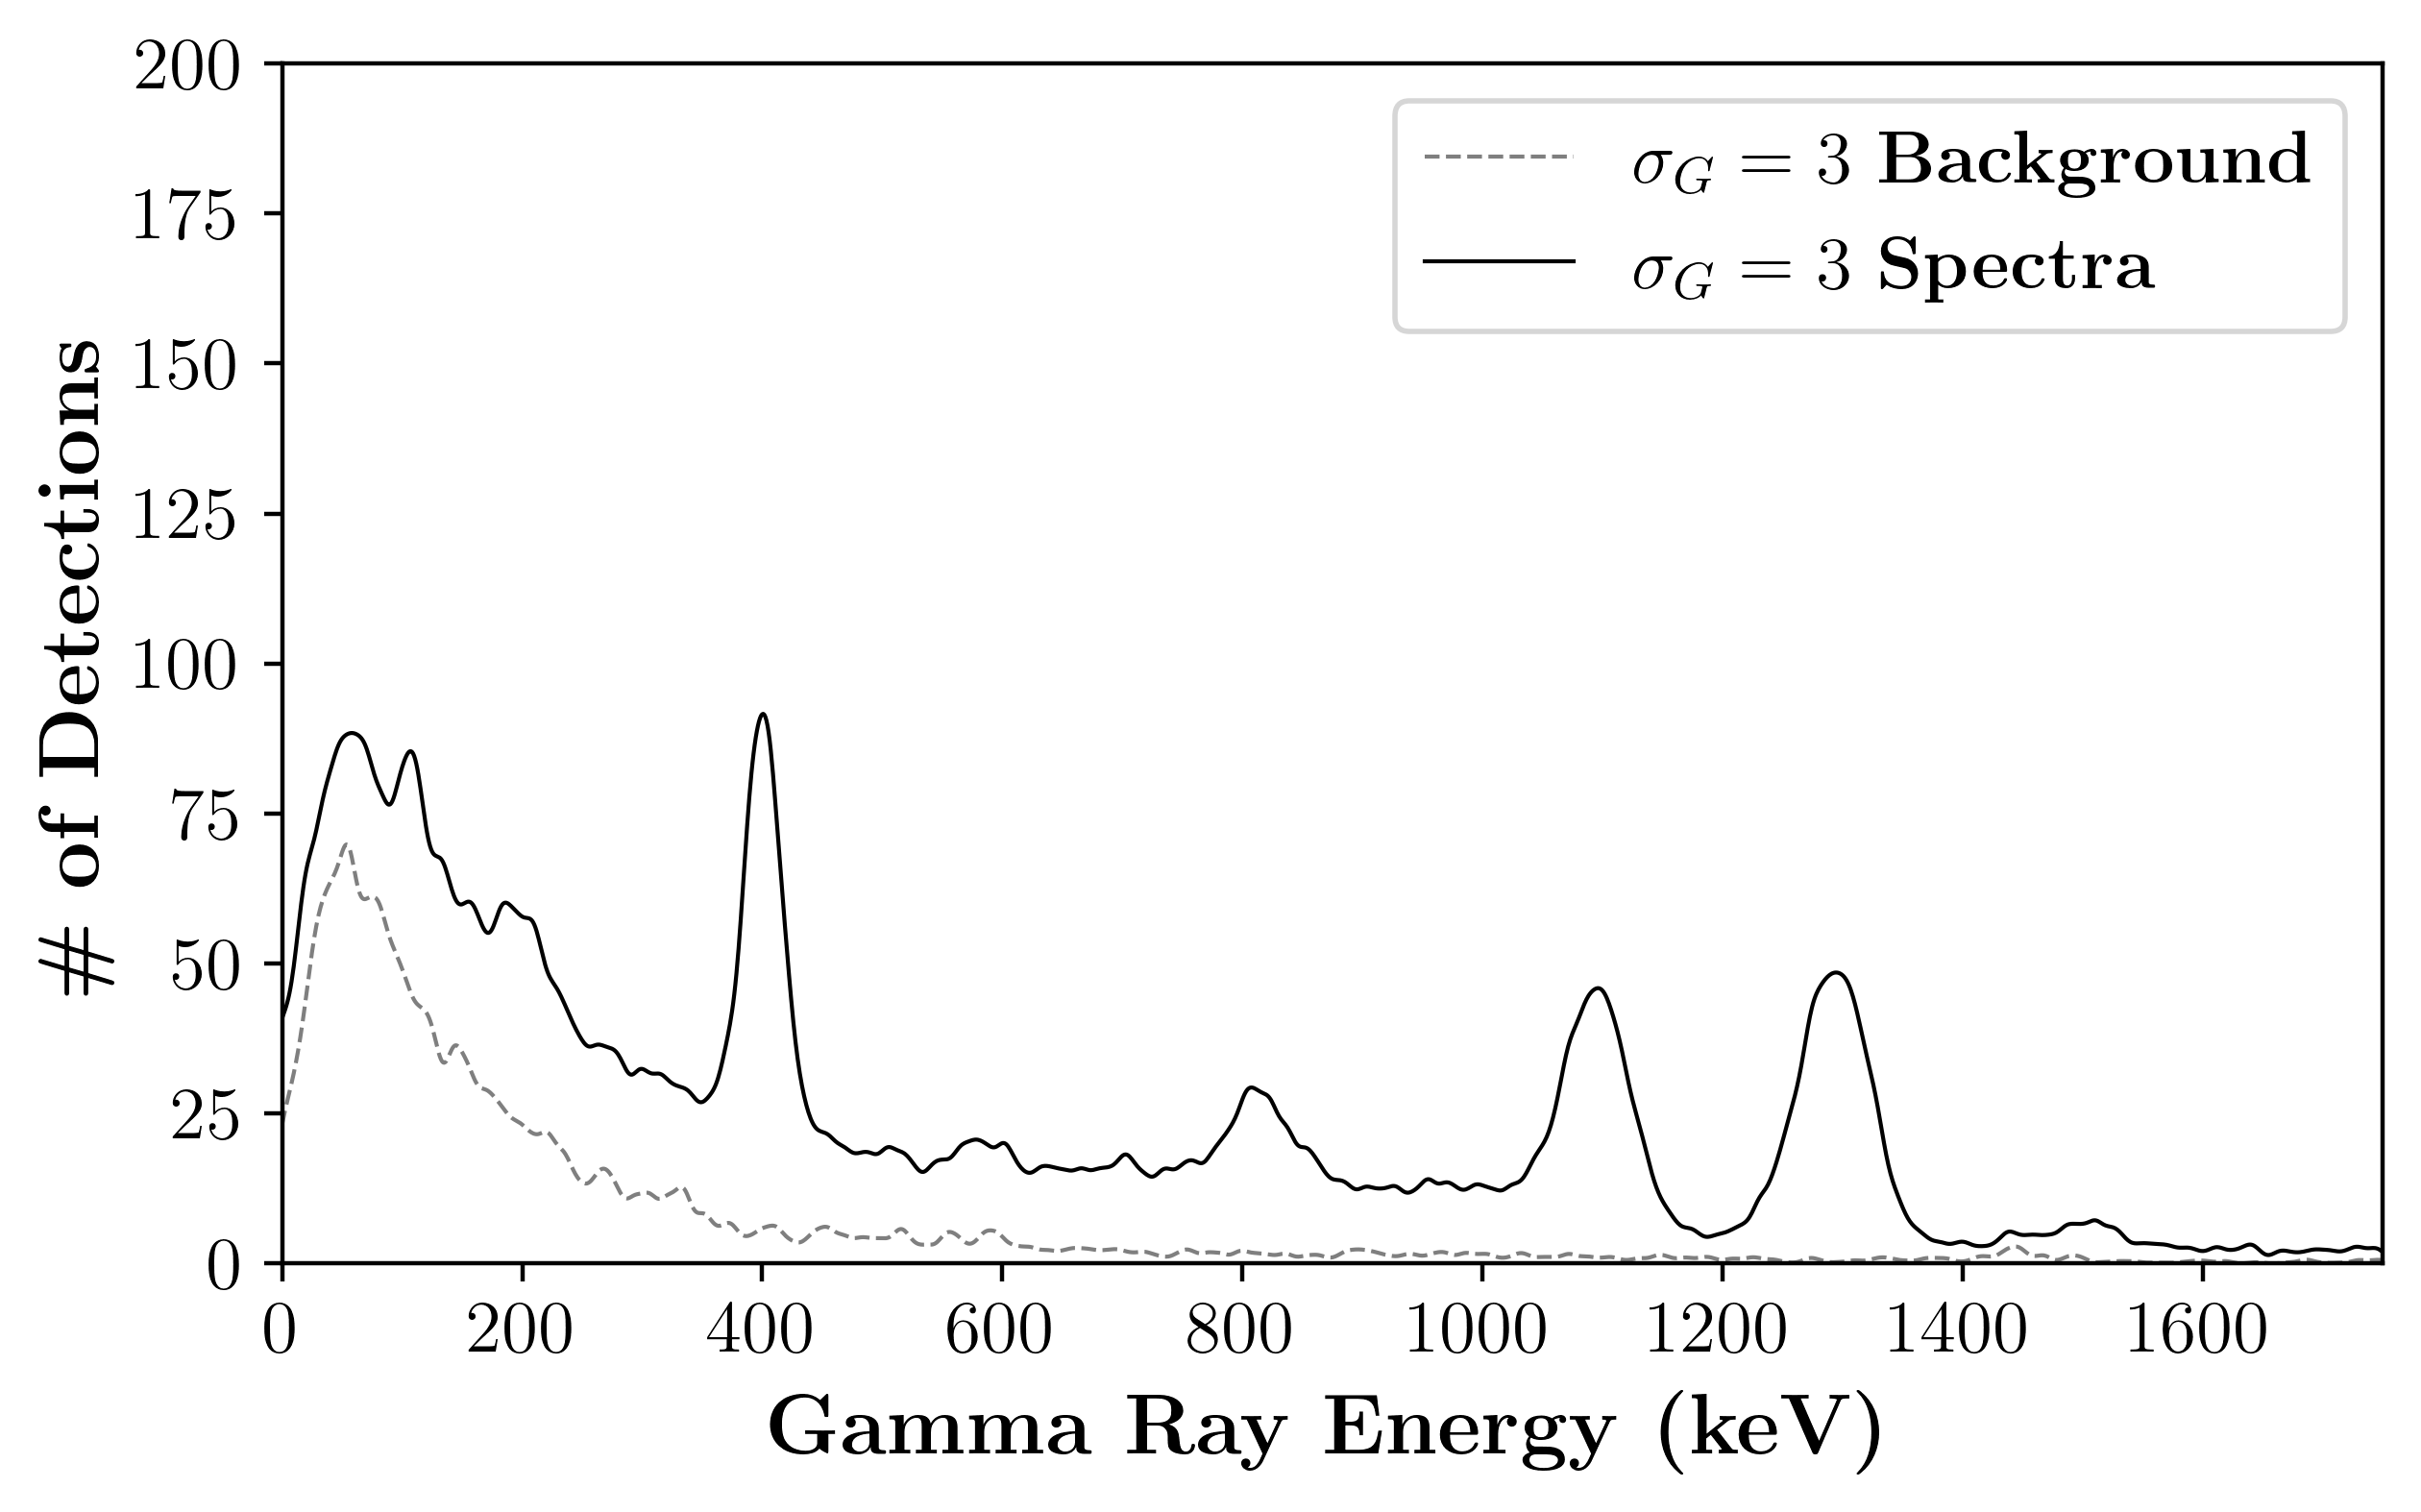 200
175
150
125
100
75
50
25
0
# of Detections
σG = 3 Background
σG = 3 Spectra
0 200 400 600 800 1000 1200 1400 1600
Gamma Ray Energy (keV)